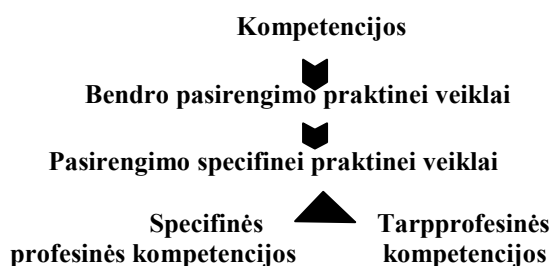 Kompetencijos
Bendro pasirengimo praktinei veiklai
Pasirengimo specifinei praktinei veiklai
Specifinės
profesinės kompetencijos
Tarpprofesinės
kompetencijos